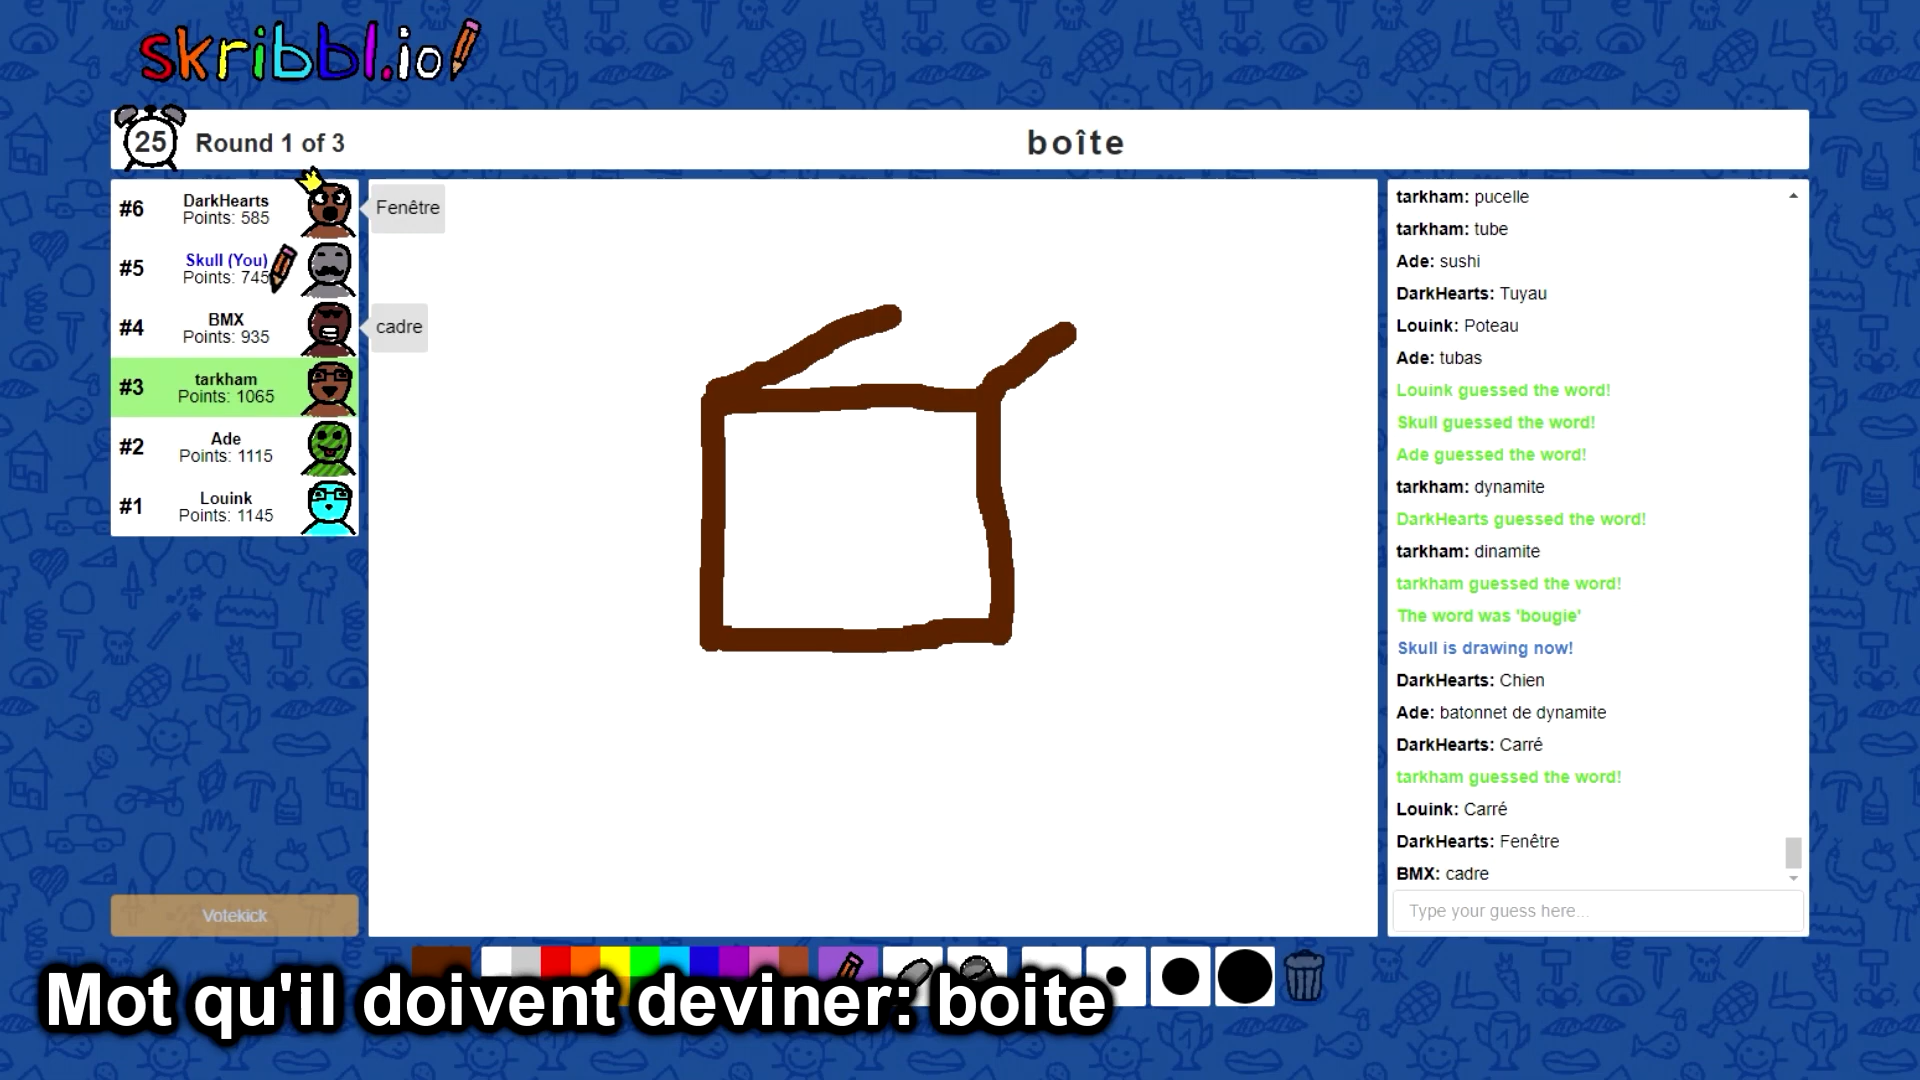 skribbl.io
25
Round 1 of 3
boîte
#6
DarkHearts
Points: 585
#5
Skull (You)
Points: 745
#4
BMX
Points: 935
#3
tarkham
Points: 1065
#2
Ade
Points: 1115
#1
Louink
Points: 1145
Fenêtre
cadre
tarkham: pucelle
tarkham: tube
Ade: sushi
DarkHearts: Tuyau
Louink: Poteau
Ade: tubas
Louink guessed the word!
Skull guessed the word!
Ade guessed the word!
tarkham: dynamite
DarkHearts guessed the word!
tarkham: dinamite
tarkham guessed the word!
The word was 'bougie'
Skull is drawing now!
DarkHearts: Chien
Ade: batonnet de dynamite
DarkHearts: Carré
tarkham guessed the word!
Louink: Carré
DarkHearts: Fenêtre
BMX: cadre
Type your guess here...
Votekick
Mot qu'il doivent deviner: boite